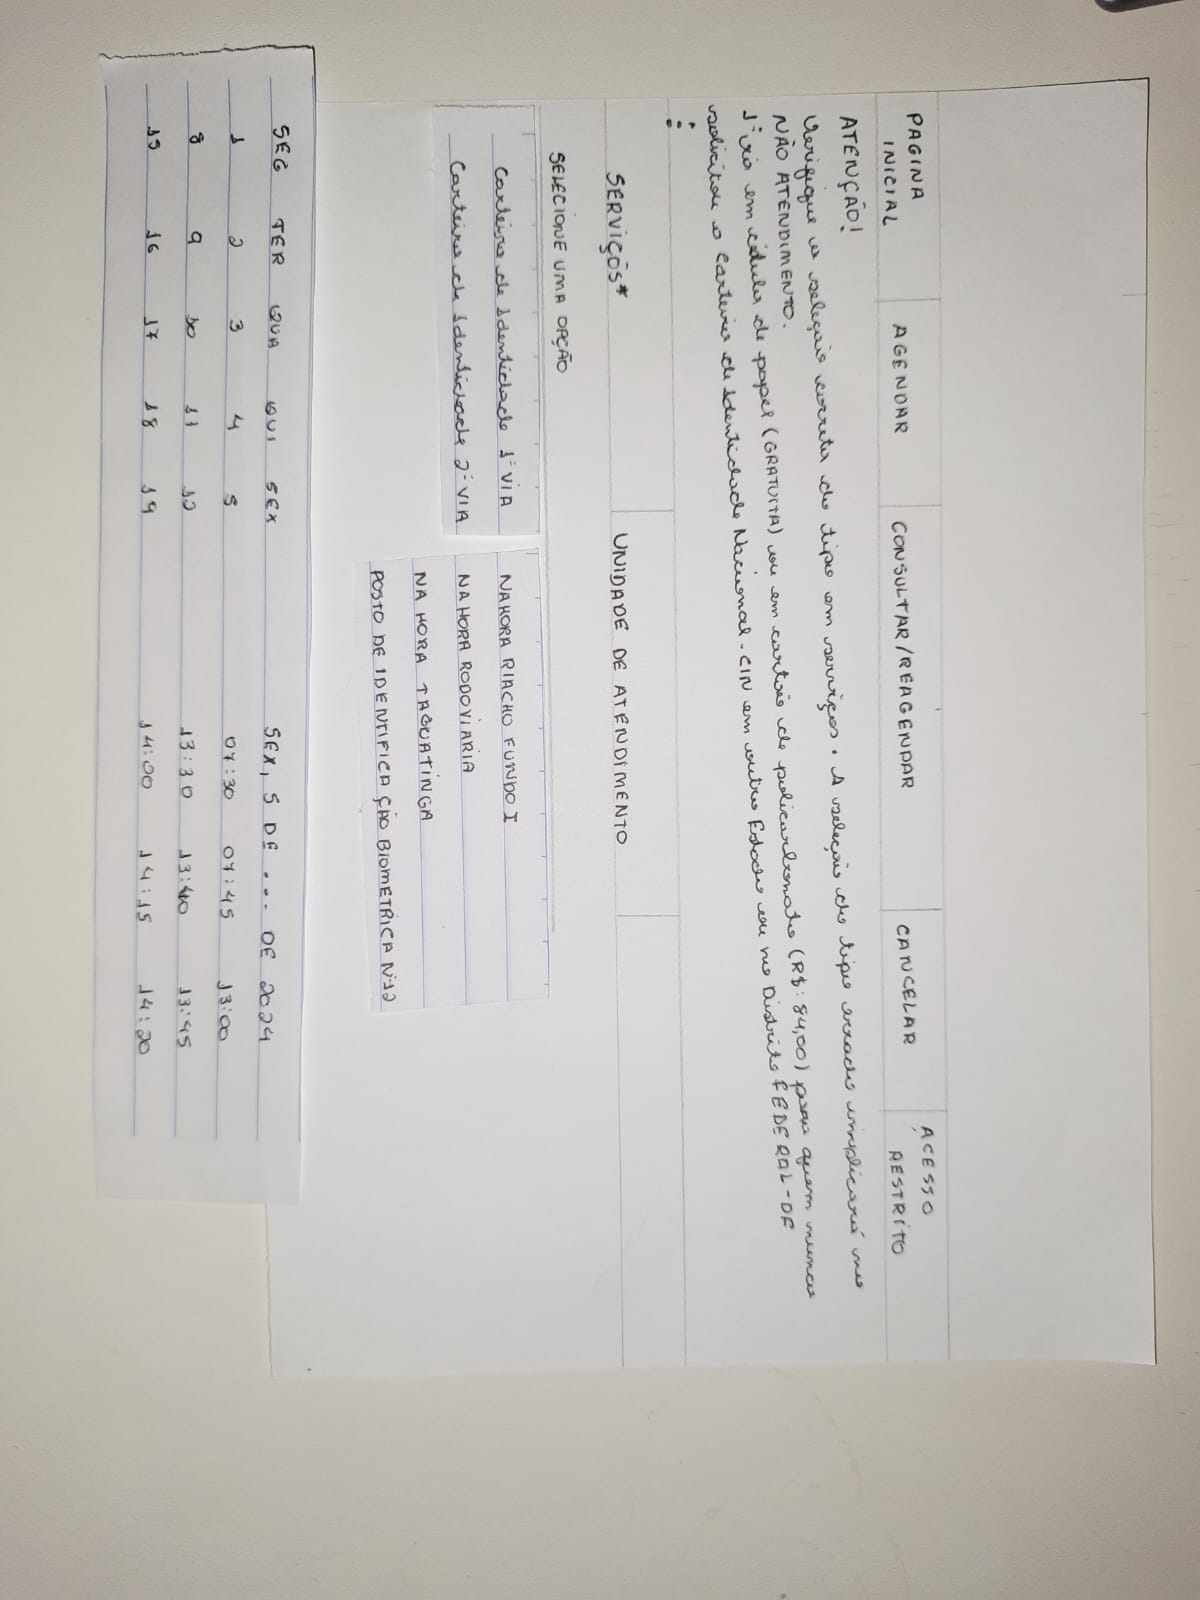 PAGINA INICIAL AGENDAR CONSULTAR/REAGENDAR CANCELAR ACESSO RESTRITO
ATENÇÃO!
Verifique a seleção correta do tipo em serviços. A seleção do tipo errado implicará no
NÃO ATENDIMENTO.
1ª via em cédula de papel (GRATUITA) ou em cartão de policarbonato (R$: 84,00) para quem nunca
solicitou a Carteira de Identidade Nacional - CIN em outro Estado ou no Distrito FEDERAL-DF
SERVIÇOS* UNIDADE DE ATENDIMENTO
SELECIONE UMA OPÇÃO
Carteira de Identidade 1ª VIA
Carteira de Identidade 2ª VIA
NAHORA RIACHO FUNDO I
NA HORA RODOVIARIA
NA HORA TAGUATINGA
POSTO DE IDENTIFICAÇÃO BIOMETRICA Nº12
SEG TER QUA QUI SEX SEX, 5 DE ... DE 2024
1 2 3 4 5 07:30 07:45 13:00
8 9 10 11 12 13:30 13:40 13:45
15 16 17 18 19 14:00 14:15 14:20